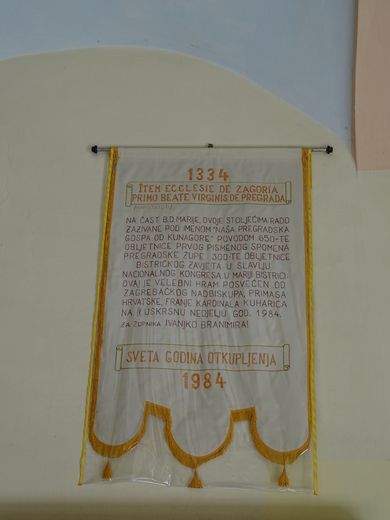 1334
ITEM ECCLESIE DE ZAGORIA
PRIMO BEATE VIRGINIS DE PREGRADA
NA ČAST B.D. MARIJE, OVDJE STOLJEĆIMA RADO
ZAZIVANE POD IMENOM "NAŠA PREGRADSKA
GOSPA OD KUNAGORE" POVODOM 650-TE
OBLJETNICE PRVOG PISMENOG SPOMENA
PREGRADSKE ŽUPE I 300-TE OBLJETNICE
BISTRIČKOG ZAVJETA U SLAVLJU
NACIONALNOG KONGRESA U MARIJI BISTRICI
OVAJ JE VELEBNI HRAM POSVEĆEN OD
ZAGREBAČKOG NADBISKUPA, PRIMASA
HRVATSKE, FRANJE KARDINALA KUHARIĆA
NA II USKRSNU NEDJELJU GOD. 1984.
ZA ŽUPNIKA IVANJKO BRANIMIRA!
SVETA GODINA OTKUPLJENJA
1984